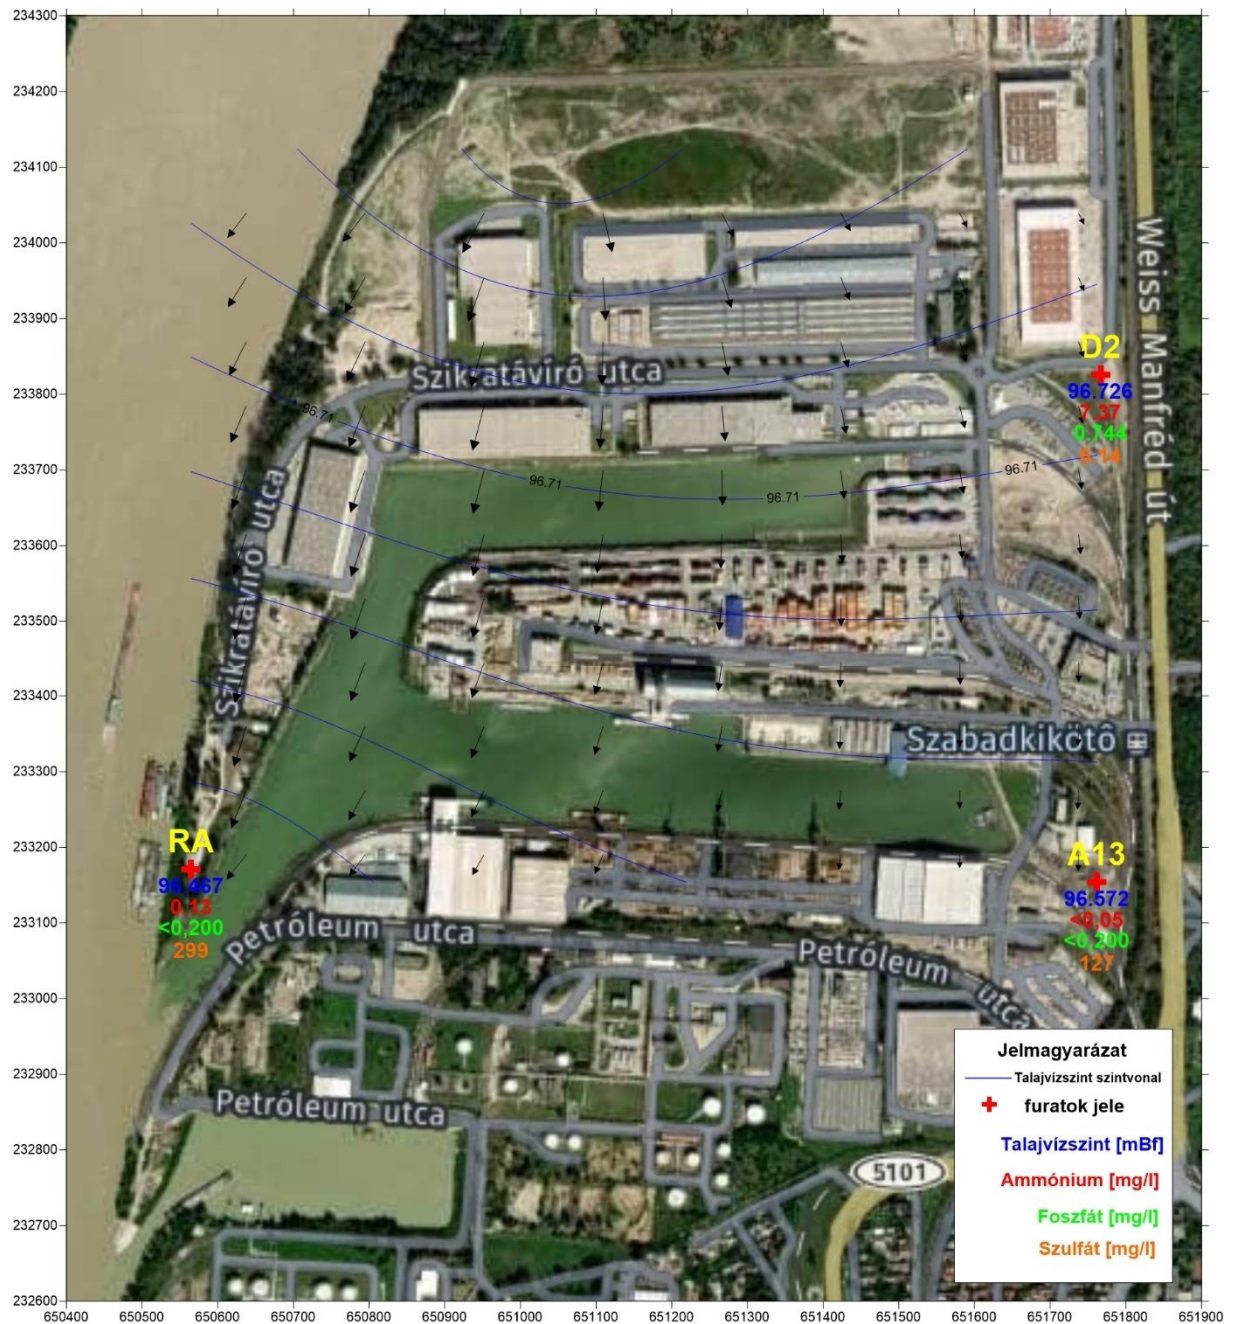 234300
234200
234100
234000
233900
233800
233700
233600
233500
233400
233300
233200
233100
233000
232900
232800
232700
232600
650400 650500 650600 650700 650800 650900 651000 651100 651200 651300 651400 651500 651600 651700 651800 651900
Weiss Manfréd út
Szikratáviró utca
Szikratáviró utca
96.71
96.71
96.71
96.71
D2
96.726
7.37
0.744
6.14
Szabadkikötő
RA
96.467
0.13
<0,200
299
A13
96.572
<0.05
<0,200
127
Petróleum utca
Petróleum utca
Petróleum utca
5101
Jelmagyarázat
Talajvízszint szintvonal
furatok jele
Talajvízszint [mBf]
Ammónium [mg/l]
Foszfát [mg/l]
Szulfát [mg/l]